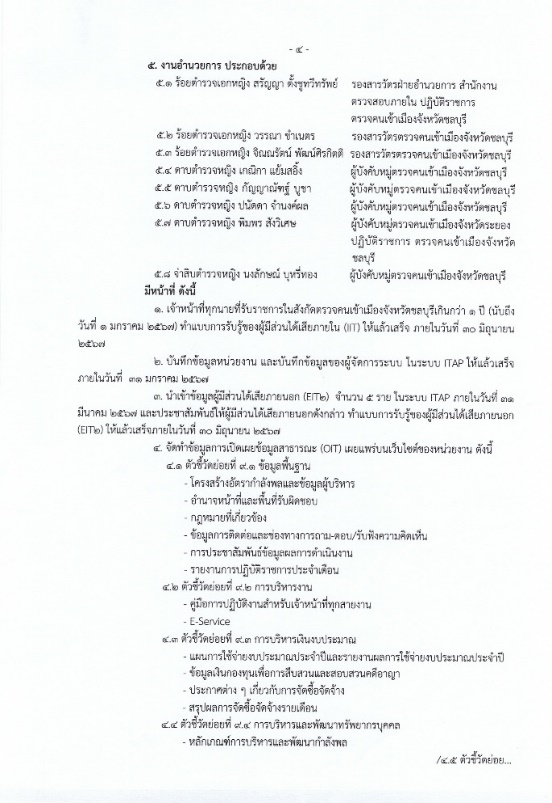 - ๔ -
๕. งานอำนวยการ ประกอบด้วย
๕.๑ ร้อยตำรวจเอกหญิง สรัญญา ตั้งชูทวีทรัพย์ รองสารวัตรฝ่ายอำนวยการ สำนักงาน
ตรวจสอบภายใน ปฏิบัติราชการ
ตรวจคนเข้าเมืองจังหวัดชลบุรี
๕.๒ ร้อยตำรวจเอกหญิง วรรณา ชำเนตร รองสารวัตรตรวจคนเข้าเมืองจังหวัดชลบุรี
๕.๓ ร้อยตำรวจเอกหญิง จิณณรัตน์ พัฒน์ศิรกิตติ รองสารวัตรตรวจคนเข้าเมืองจังหวัดชลบุรี
๕.๔ ดาบตำรวจหญิง เกณิกา แย้มสอิ้ง ผู้บังคับหมู่ตรวจคนเข้าเมืองจังหวัดชลบุรี
๕.๕ ดาบตำรวจหญิง กัญญาณัฑฐ์ บูชา ผู้บังคับหมู่ตรวจคนเข้าเมืองจังหวัดชลบุรี
๕.๖ ดาบตำรวจหญิง ปนัดดา จำนงค์ผล ผู้บังคับหมู่ตรวจคนเข้าเมืองจังหวัดชลบุรี
๕.๗ ดาบตำรวจหญิง พิมพร สังวิเศษ ผู้บังคับหมู่ตรวจคนเข้าเมืองจังหวัดระยอง
ปฏิบัติราชการ ตรวจคนเข้าเมืองจังหวัด
ชลบุรี
๕.๘ จ่าสิบตำรวจหญิง นงลักษณ์ บุหรี่ทอง ผู้บังคับหมู่ตรวจคนเข้าเมืองจังหวัดชลบุรี
มีหน้าที่ ดังนี้
๑. เจ้าหน้าที่ทุกนายที่รับราชการในสังกัดตรวจคนเข้าเมืองจังหวัดชลบุรีเกินกว่า ๑ ปี (นับถึง
วันที่ ๑ มกราคม ๒๕๖๗) ทำแบบการรับรู้ของผู้มีส่วนได้เสียภายใน (IIT) ให้แล้วเสร็จ ภายในวันที่ ๓๐ มิถุนายน
๒๕๖๗
๒. บันทึกข้อมูลหน่วยงาน และบันทึกข้อมูลของผู้จัดการระบบ ในระบบ ITAP ให้แล้วเสร็จ
ภายในวันที่ ๓๑ มกราคม ๒๕๖๗
๓. นำเข้าข้อมูลผู้มีส่วนได้เสียภายนอก (EIT๒) จำนวน ๕ ราย ในระบบ ITAP ภายในวันที่ ๓๑
มีนาคม ๒๕๖๗ และประชาสัมพันธ์ให้ผู้มีส่วนได้เสียภายนอกดังกล่าว ทำแบบการรับรู้ของผู้มีส่วนได้เสียภายนอก
(EIT๒) ให้แล้วเสร็จภายในวันที่ ๓๐ มิถุนายน ๒๕๖๗
๔. จัดทำข้อมูลการเปิดเผยข้อมูลสาธารณะ (OIT) เผยแพร่บนเว็บไซต์ของหน่วยงาน ดังนี้
๔.๑ ตัวชี้วัดย่อยที่ ๙.๑ ข้อมูลพื้นฐาน
- โครงสร้างอัตรากำลังพลและข้อมูลผู้บริหาร
- อำนาจหน้าที่และพื้นที่รับผิดชอบ
- กฎหมายที่เกี่ยวข้อง
- ข้อมูลการติดต่อและช่องทางการถาม-ตอบ/รับฟังความคิดเห็น
- การประชาสัมพันธ์ข้อมูลผลการดำเนินงาน
- รายงานการปฏิบัติราชการประจำเดือน
๔.๒ ตัวชี้วัดย่อยที่ ๙.๒ การบริหารงาน
- คู่มือการปฏิบัติงานสำหรับเจ้าหน้าที่ทุกสายงาน
- E-Service
๔.๓ ตัวชี้วัดย่อยที่ ๙.๓ การบริหารเงินงบประมาณ
- แผนการใช้จ่ายงบประมาณประจำปีและรายงานผลการใช้จ่ายงบประมาณประจำปี
- ข้อมูลเงินกองทุนเพื่อการสืบสวนและสอบสวนคดีอาญา
- ประกาศต่าง ๆ เกี่ยวกับการจัดซื้อจัดจ้าง
- สรุปผลการจัดซื้อจัดจ้างรายเดือน
๔.๔ ตัวชี้วัดย่อยที่ ๙.๔ การบริหารและพัฒนาทรัพยากรบุคคล
- หลักเกณฑ์การบริหารและพัฒนากำลังพล
/๔.๕ ตัวชี้วัดย่อย...